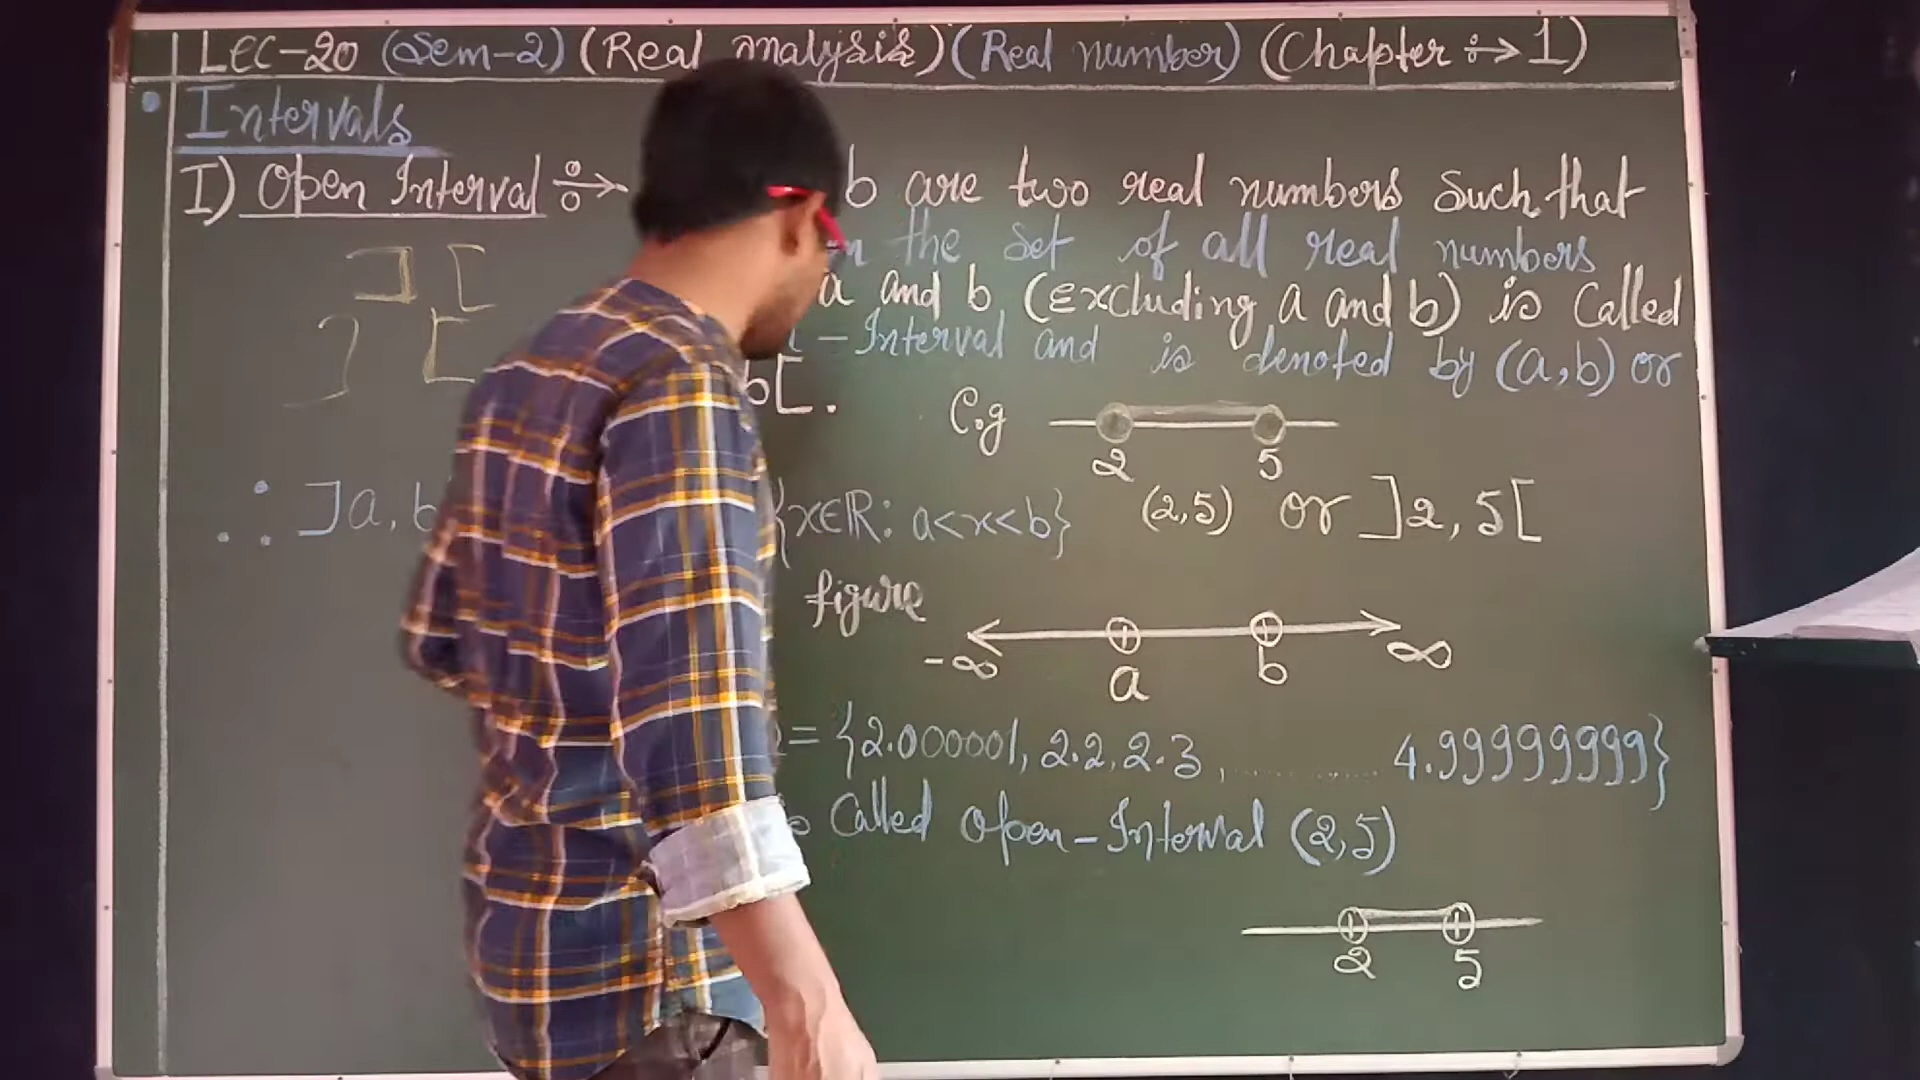 LEC-20 (Sem-2) (Real analysis) (Real number) (Chapter ÷→ 1)
Intervals
I) Open Interval ÷→ b are two real numbers Such that
the set of all real numbers
] [
a and b (Excluding a and b) is Called
] [
-Interval and is denoted by (a,b) or
b[.
C.g
2 5
∴ ]a, b {x∈R: a<x<b} (2,5) or ]2, 5[
figure
-∞ a b ∞
= {2.000001, 2.2, 2.3, ............ 4.99999999}
Called open-Interval (2,5)
2 5